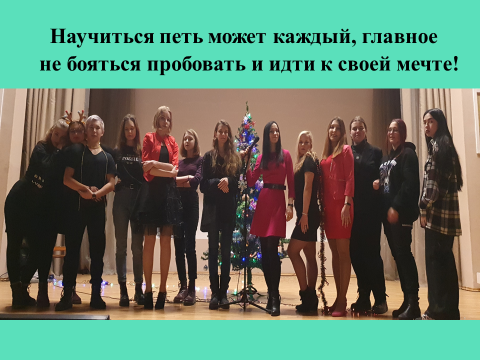 Научиться петь может каждый, главное
не бояться пробовать и идти к своей мечте!